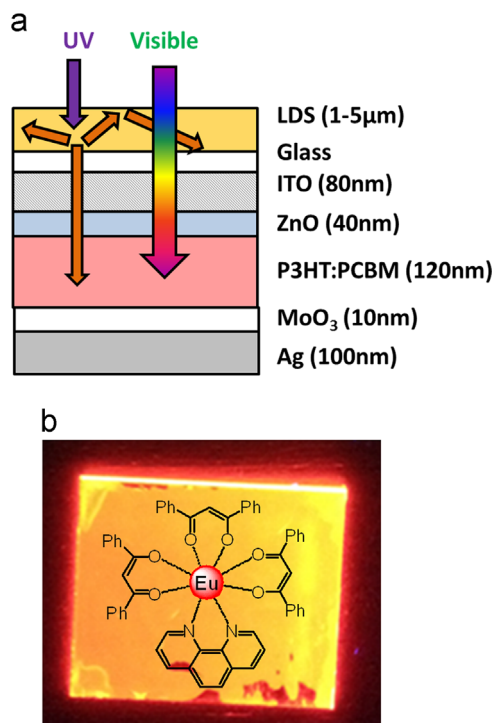 a
UV Visible
LDS (1-5μm)
Glass
ITO (80nm)
ZnO (40nm)
P3HT:PCBM (120nm)
MoO₃ (10nm)
Ag (100nm)
b
Ph Ph
O O
Ph O O Ph
Eu
Ph O O Ph
N N